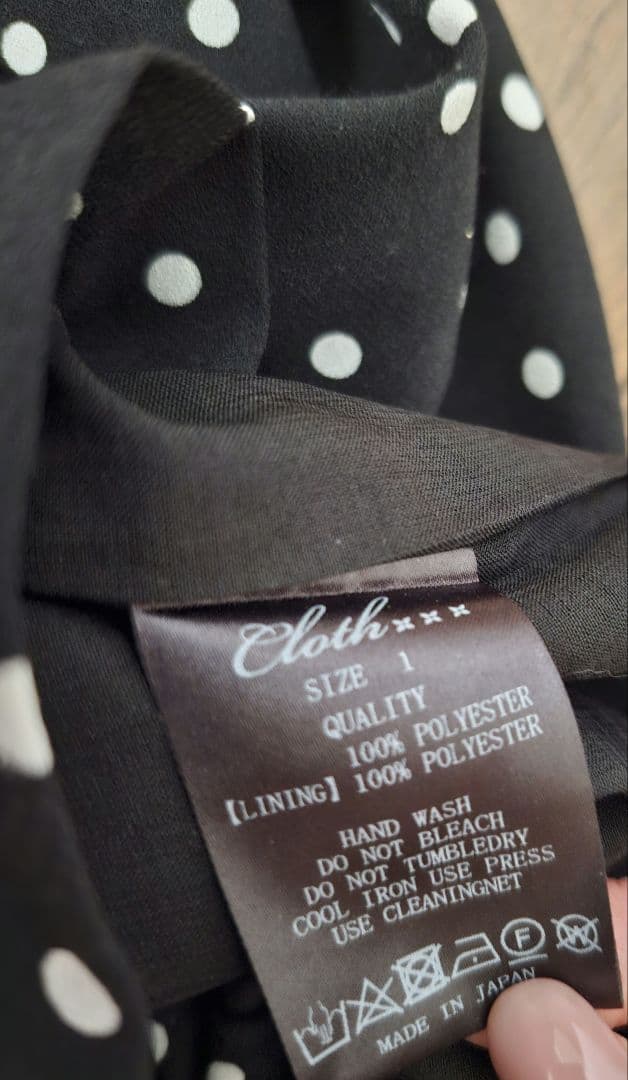 Cloth×××
SIZE 1
QUALITY
100% POLYESTER
【LINING】 100% POLYESTER
HAND WASH
DO NOT BLEACH
DO NOT TUMBLEDRY
COOL IRON USE PRESS
USE CLEANINGNET
F W
MADE IN JAPAN